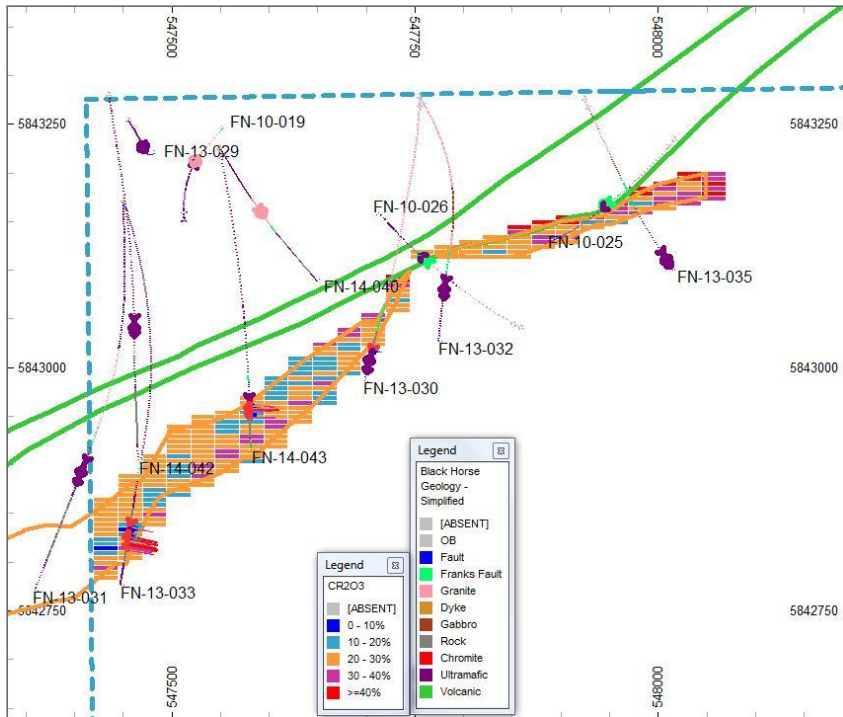 547500
547750
548000
5843250
5843250
FN-10-019
FN-13-029
FN-10-026
FN-10-025
FN-14-040
FN-13-035
FN-13-032
5843000
5843000
FN-13-030
FN-14-043
FN-14-042
FN-13-031
FN-13-033
5842750
5842750
Legend
CR2O3
[ABSENT]
0 - 10%
10 - 20%
20 - 30%
30 - 40%
>=40%
Legend
Black Horse
Geology -
Simplified
[ABSENT]
OB
Fault
Franks Fault
Granite
Dyke
Gabbro
Rock
Chromite
Ultramafic
Volcanic
547500
548000